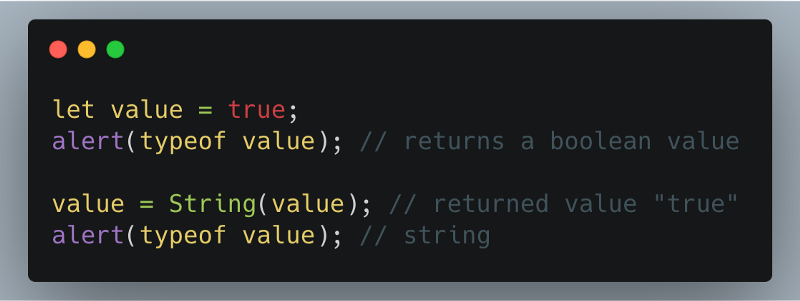 let value = true;
alert(typeof value); // returns a boolean value
value = String(value); // returned value "true"
alert(typeof value); // string